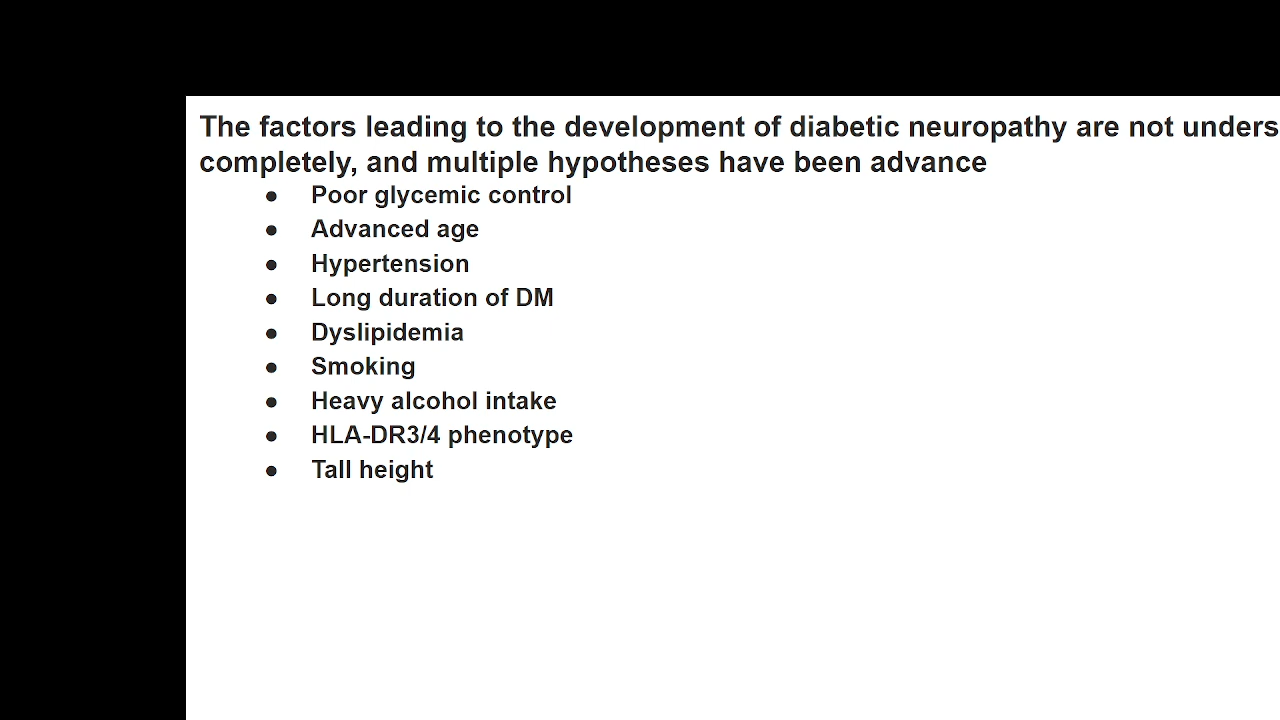 The factors leading to the development of diabetic neuropathy are not unders
completely, and multiple hypotheses have been advance
● Poor glycemic control
● Advanced age
● Hypertension
● Long duration of DM
● Dyslipidemia
● Smoking
● Heavy alcohol intake
● HLA-DR3/4 phenotype
● Tall height